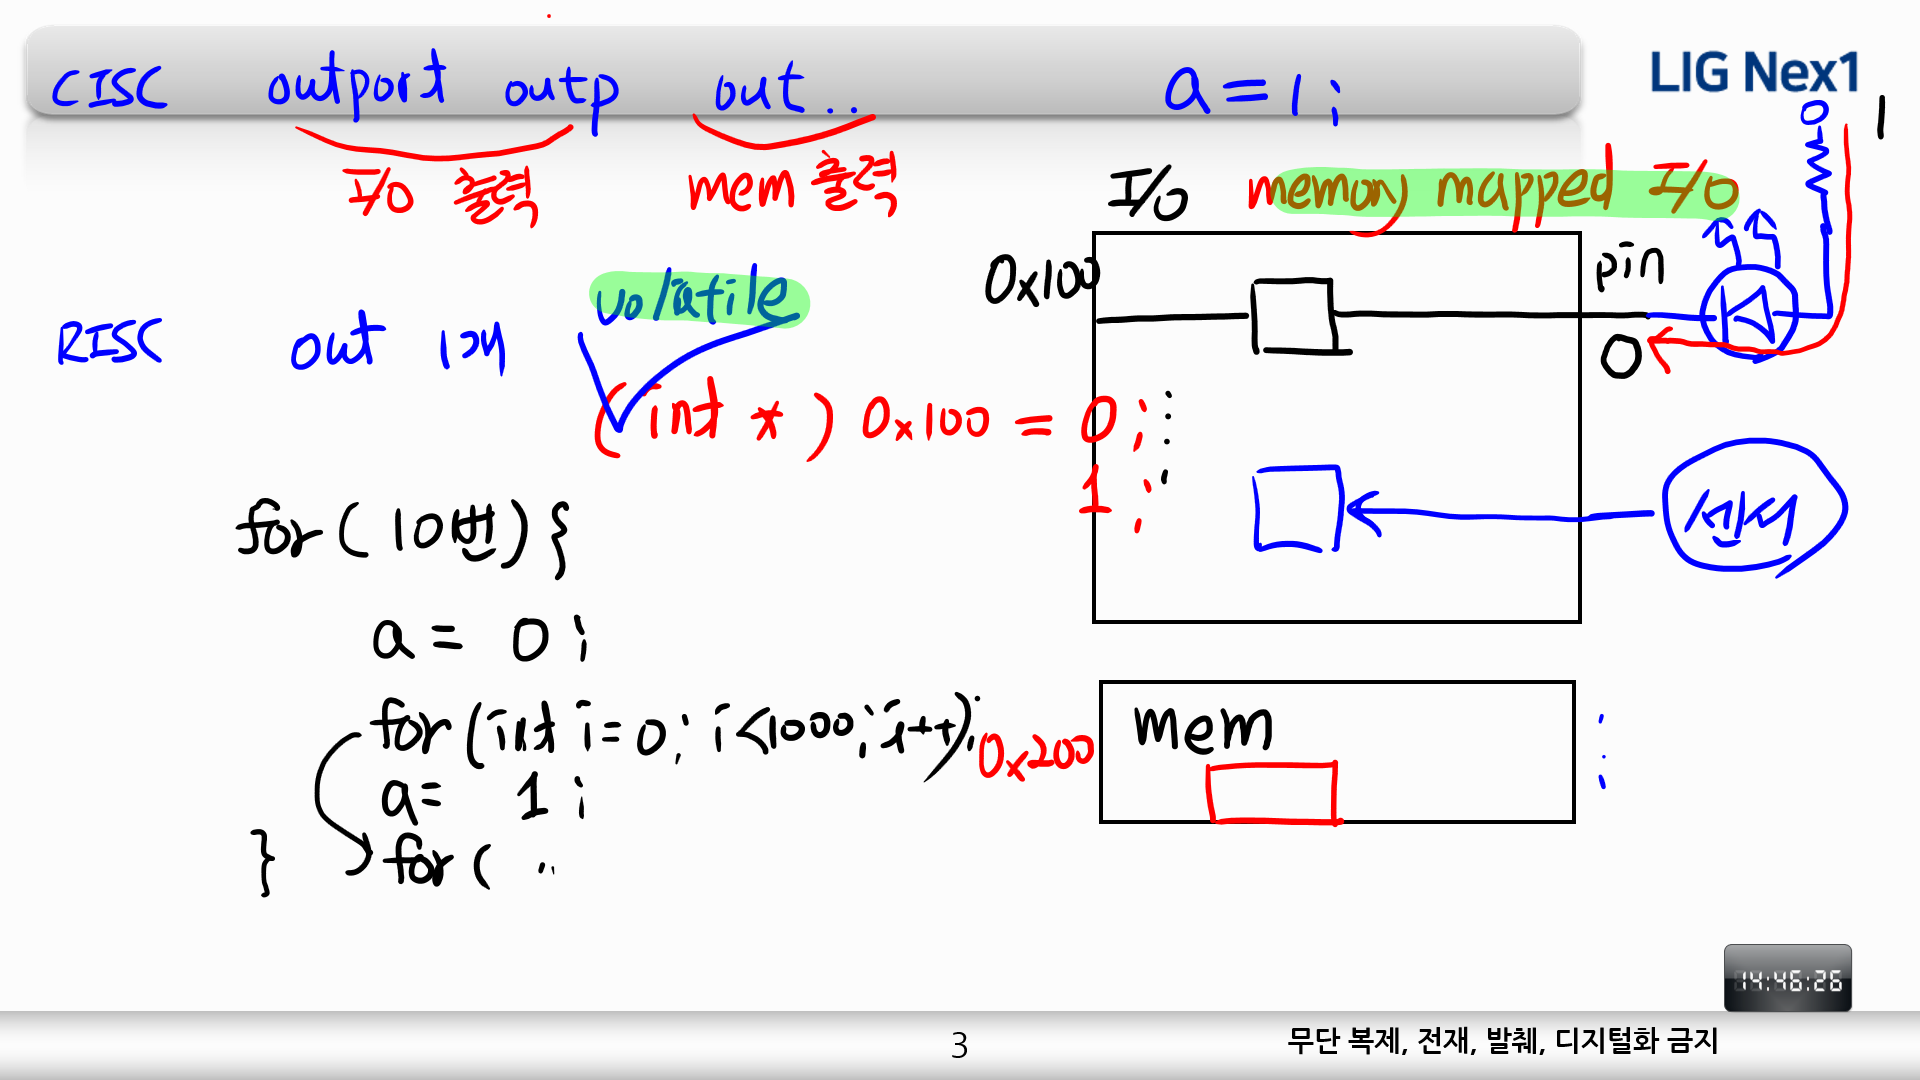 CISC outport outp out.. a = 1 ;
LIG Nex1
I/O 출력 mem 출력
I/O memory mapped I/O
0 1
0x100 pin
volatile
RISC out 1개
0
(int *) 0x100 = 0 ;
1 ;
센서
for ( 10번 ) {
a = 0 ;
for (int i = 0; i<1000; i++);
0x200 mem
a = 1 ;
} for ( ..
14:46:26
3
무단 복제, 전재, 발췌, 디지털화 금지